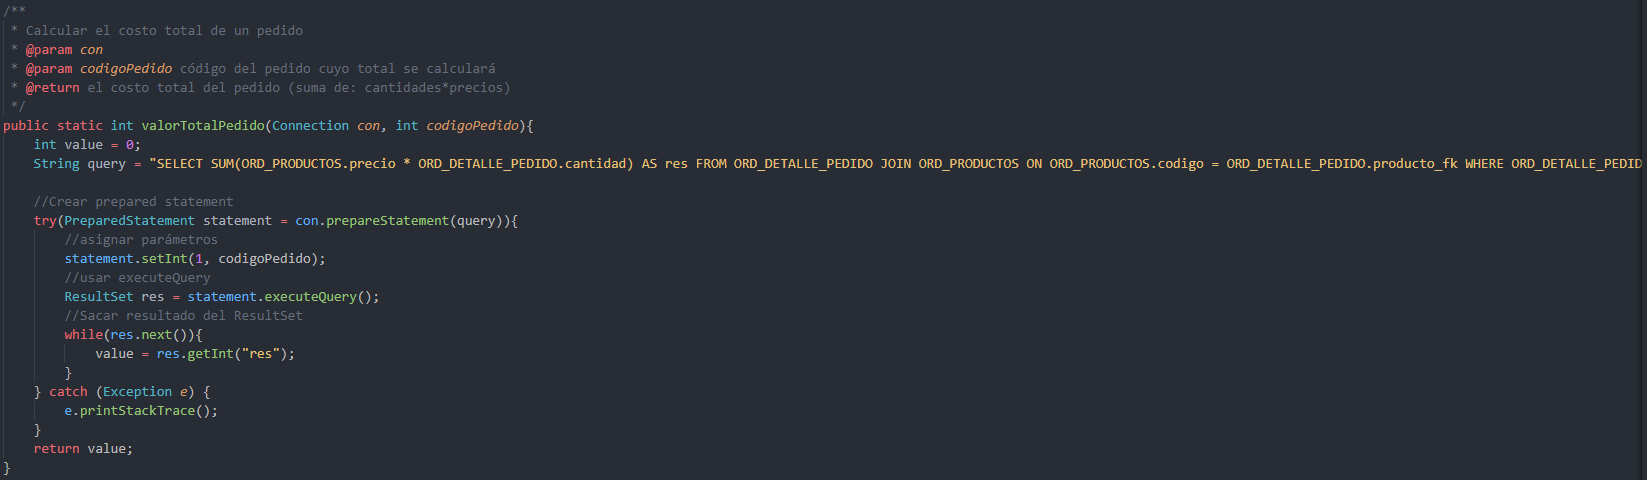 /**
 * Calcular el costo total de un pedido
 * @param con
 * @param codigoPedido código del pedido cuyo total se calculará
 * @return el costo total del pedido (suma de: cantidades*precios)
 */
public static int valorTotalPedido(Connection con, int codigoPedido){
    int value = 0;
    String query = "SELECT SUM(ORD_PRODUCTOS.precio * ORD_DETALLE_PEDIDO.cantidad) AS res FROM ORD_DETALLE_PEDIDO JOIN ORD_PRODUCTOS ON ORD_PRODUCTOS.codigo = ORD_DETALLE_PEDIDO.producto_fk WHERE ORD_DETALLE_PEDID
    //Crear prepared statement
    try(PreparedStatement statement = con.prepareStatement(query)){
        //asignar parámetros
        statement.setInt(1, codigoPedido);
        //usar executeQuery
        ResultSet res = statement.executeQuery();
        //Sacar resultado del ResultSet
        while(res.next()){
            value = res.getInt("res");
        }
    } catch (Exception e) {
        e.printStackTrace();
    }
    return value;
}